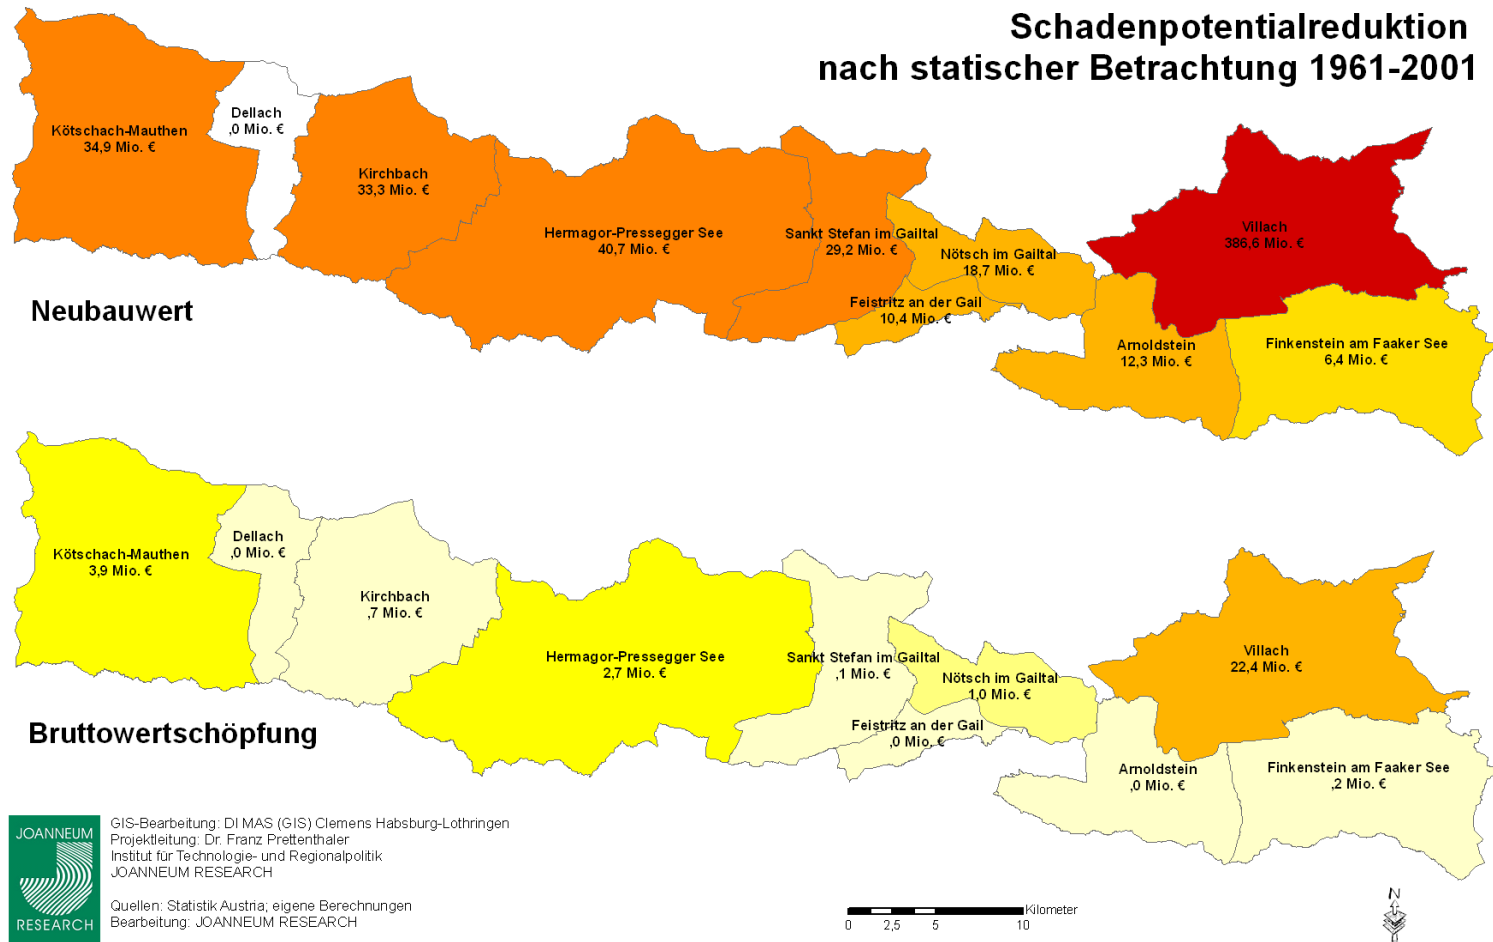 Schadenpotentialreduktion
nach statischer Betrachtung 1961-2001
Kötschach-Mauthen
34,9 Mio. €
Dellach
,0 Mio. €
Kirchbach
33,3 Mio. €
Hermagor-Pressegger See
40,7 Mio. €
Sankt Stefan im Gailtal
29,2 Mio. €
Nötsch im Gailtal
18,7 Mio. €
Feistritz an der Gail
10,4 Mio. €
Villach
386,6 Mio. €
Arnoldstein
12,3 Mio. €
Finkenstein am Faaker See
6,4 Mio. €
Neubauwert
Kötschach-Mauthen
3,9 Mio. €
Dellach
,0 Mio. €
Kirchbach
,7 Mio. €
Hermagor-Pressegger See
2,7 Mio. €
Sankt Stefan im Gailtal
,1 Mio. €
Nötsch im Gailtal
1,0 Mio. €
Feistritz an der Gail
,0 Mio. €
Villach
22,4 Mio. €
Arnoldstein
,0 Mio. €
Finkenstein am Faaker See
,2 Mio. €
Bruttowertschöpfung
JOANNEUM
RESEARCH
GIS-Bearbeitung: DI MAS (GIS) Clemens Habsburg-Lothringen
Projektleitung: Dr. Franz Prettenthaler
Institut für Technologie- und Regionalpolitik
JOANNEUM RESEARCH
Quellen: Statistik Austria; eigene Berechnungen
Bearbeitung: JOANNEUM RESEARCH
Kilometer
0 2,5 5 10
N